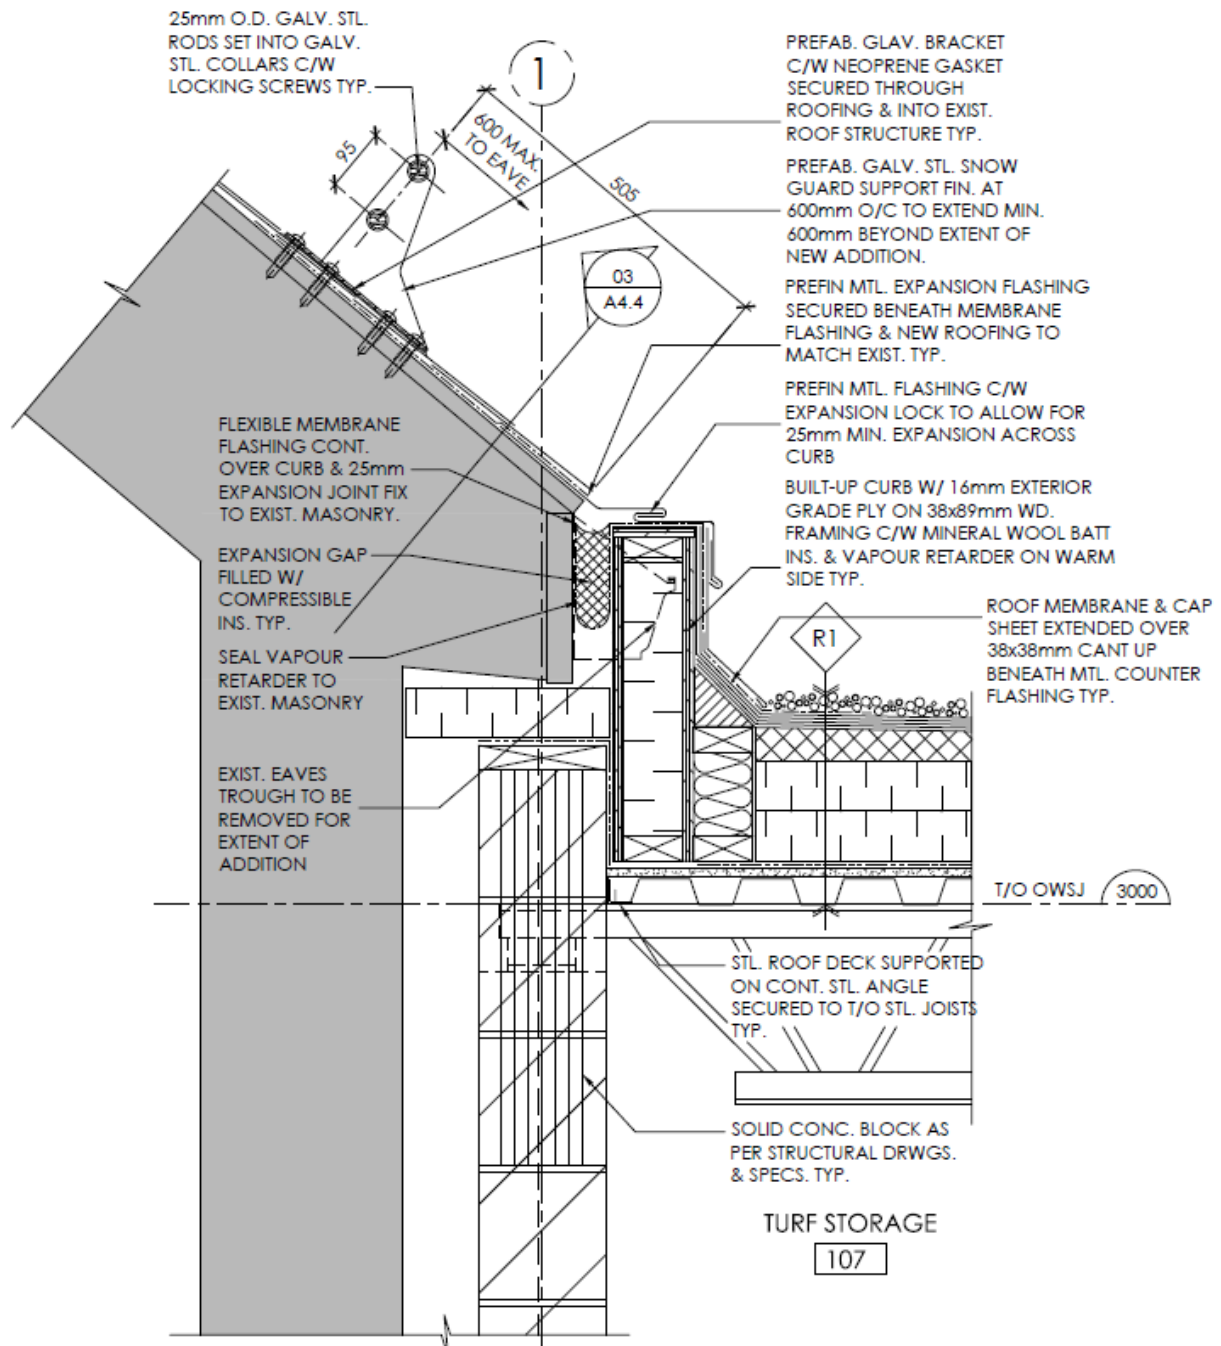 25mm O.D. GALV. STL.
RODS SET INTO GALV.
STL. COLLARS C/W
LOCKING SCREWS TYP.
1
PREFAB. GLAV. BRACKET
C/W NEOPRENE GASKET
SECURED THROUGH
ROOFING & INTO EXIST.
ROOF STRUCTURE TYP.
95
600 MAX.
TO EAVE
505
PREFAB. GALV. STL. SNOW
GUARD SUPPORT FIN. AT
600mm O/C TO EXTEND MIN.
600mm BEYOND EXTENT OF
NEW ADDITION.
03
A4.4
PREFIN MTL. EXPANSION FLASHING
SECURED BENEATH MEMBRANE
FLASHING & NEW ROOFING TO
MATCH EXIST. TYP.
PREFIN MTL. FLASHING C/W
EXPANSION LOCK TO ALLOW FOR
25mm MIN. EXPANSION ACROSS
CURB
FLEXIBLE MEMBRANE
FLASHING CONT.
OVER CURB & 25mm
EXPANSION JOINT FIX
TO EXIST. MASONRY.
BUILT-UP CURB W/ 16mm EXTERIOR
GRADE PLY ON 38x89mm WD.
FRAMING C/W MINERAL WOOL BATT
INS. & VAPOUR RETARDER ON WARM
SIDE TYP.
EXPANSION GAP
FILLED W/
COMPRESSIBLE
INS. TYP.
R1
ROOF MEMBRANE & CAP
SHEET EXTENDED OVER
38x38mm CANT UP
BENEATH MTL. COUNTER
FLASHING TYP.
SEAL VAPOUR
RETARDER TO
EXIST. MASONRY
EXIST. EAVES
TROUGH TO BE
REMOVED FOR
EXTENT OF
ADDITION
T/O OWSJ
3000
STL. ROOF DECK SUPPORTED
ON CONT. STL. ANGLE
SECURED TO T/O STL. JOISTS
TYP.
SOLID CONC. BLOCK AS
PER STRUCTURAL DRWGS.
& SPECS. TYP.
TURF STORAGE
107